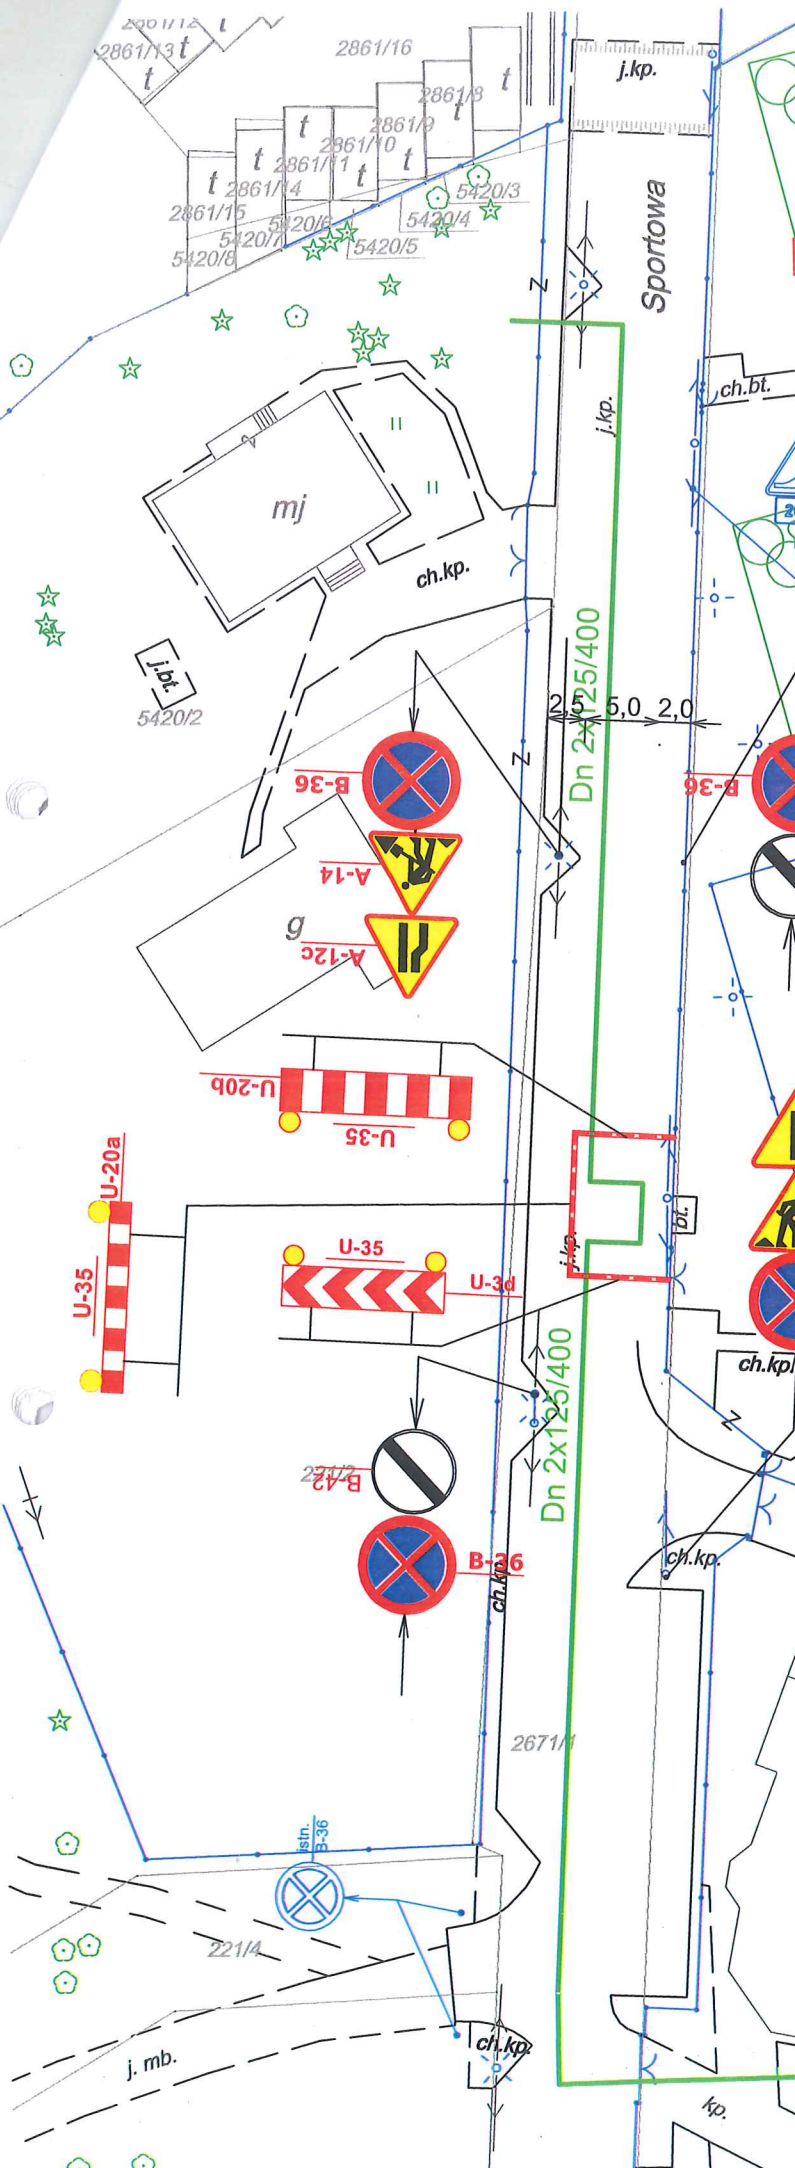 2861/12
t
2861/13
t
t
2861/16
j.kp.
t
2861/8
t
2861/9
t
2861/10
t
t
2861/11
t
2861/14
t
2861/15
5420/3
5420/4
5420/5
5420/6
5420/7
5420/8
Sportowa
Z
ch.bt.
j.kp.
mj
ch.kp.
Dn 2x125/400
j.bt.
5420/2
2,5 5,0 2,0
Z
B-36
B-36
A-14
g
A-12c
U-20b
U-35
U-20a
U-35
bt.
j.kp.
U-35
U-3d
ch.kp.
Dn 2x125/400
Z
221/2
B-42
B-36
ch.kp.
ch.kp.
2671/1
istn.
B-36
221/4
ch.kp.
j. mb.
kp.